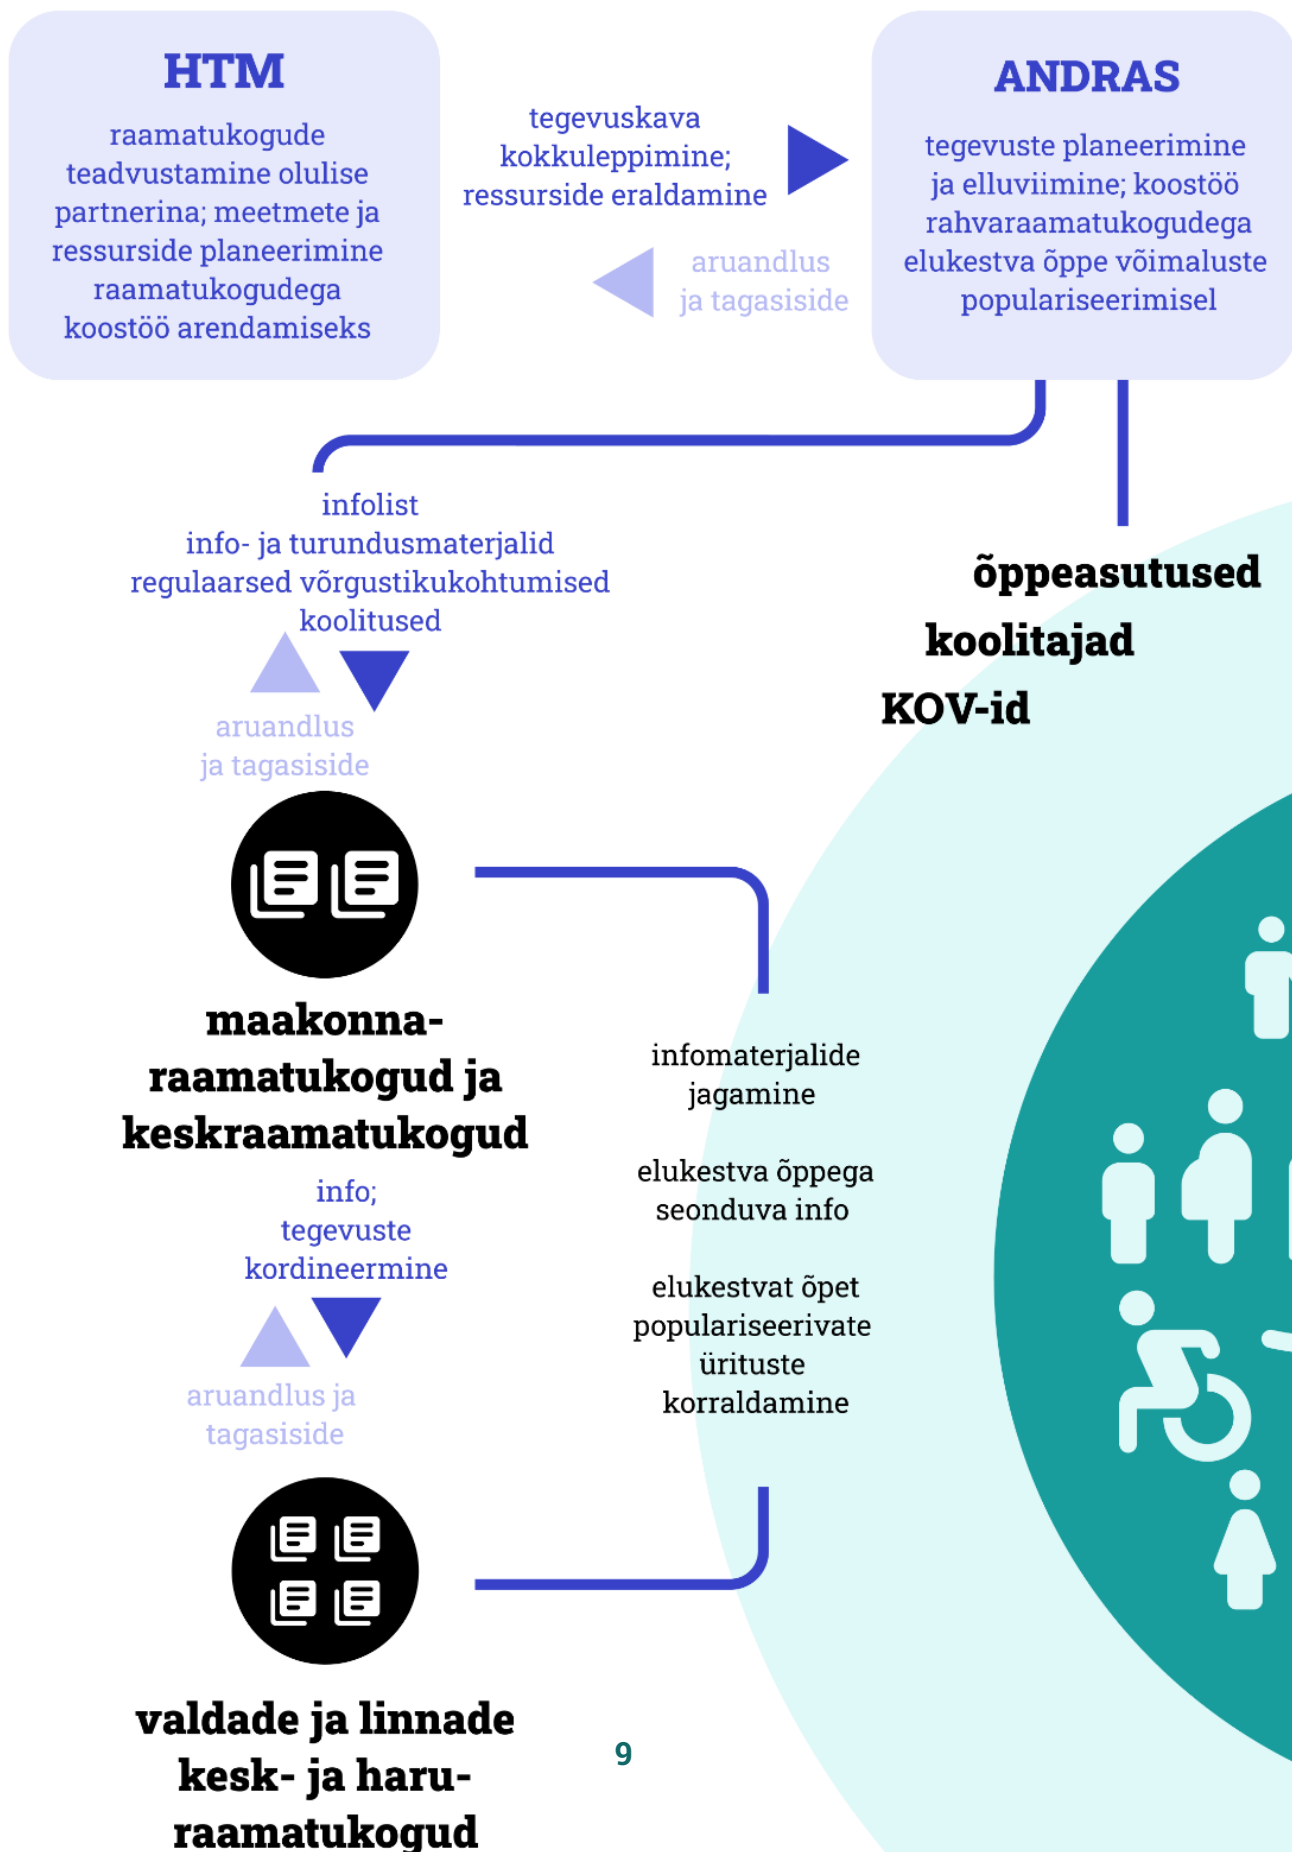 HTM
raamatukogude
teadvustamine olulise
partnerina; meetmete ja
ressurside planeerimine
raamatukogudega
koostöö arendamiseks
tegevuskava
kokkuleppimine;
ressurside eraldamine
aruandlus
ja tagasiside
ANDRAS
tegevuste planeerimine
ja elluviimine; koostöö
rahvaraamatukogudega
elukestva õppe võimaluste
populariseerimisel
infolist
info- ja turundusmaterjalid
regulaarsed võrgustikukohtumised
koolitused
aruandlus
ja tagasiside
õppeasutused
koolitajad
KOV-id
maakonna-
raamatukogud ja
keskraamatukogud
info;
tegevuste
kordineermine
aruandlus ja
tagasiside
infomaterjalide
jagamine
elukestva õppega
seonduva info
elukestvat õpet
populariseerivate
ürituste
korraldamine
valdade ja linnade
kesk- ja haru-
raamatukogud
9